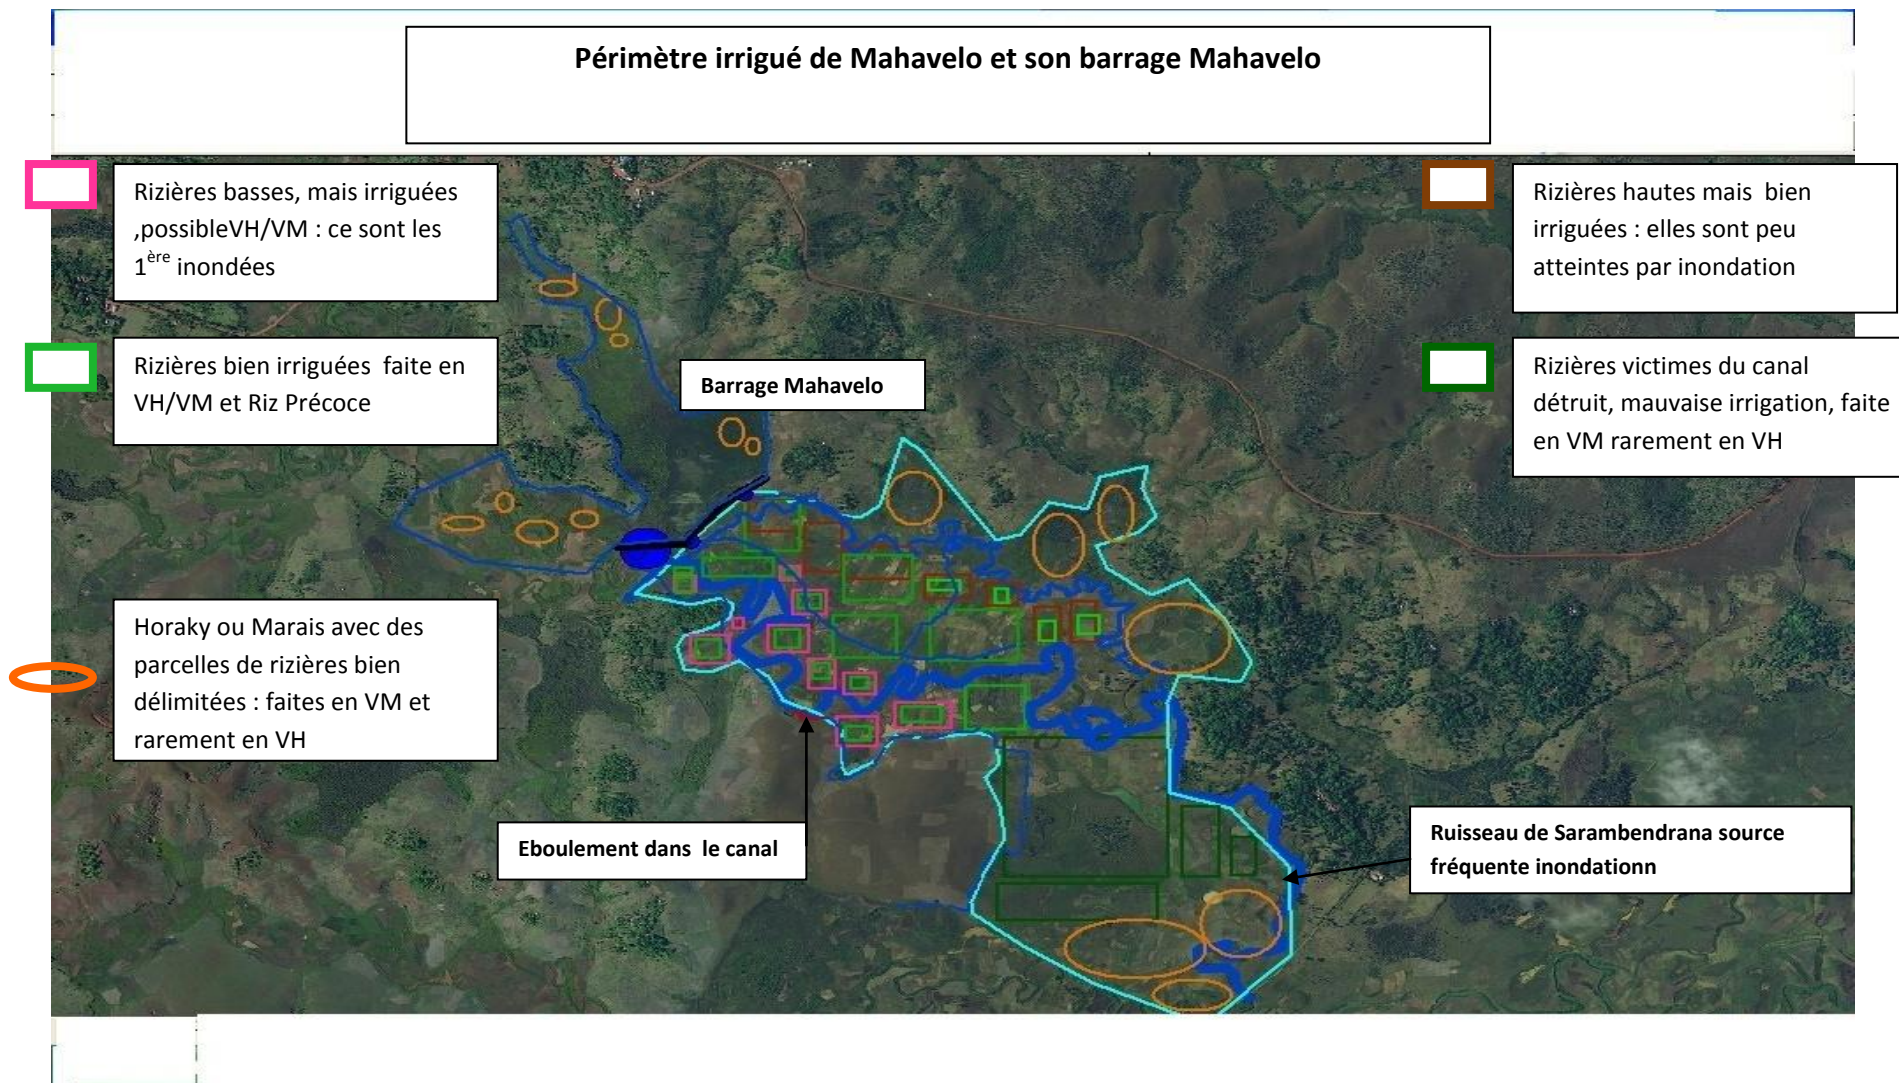 Périmètre irrigué de Mahavelo et son barrage Mahavelo
Rizières basses, mais irriguées
,possibleVH/VM : ce sont les
1ère inondées
Rizières bien irriguées faite en
VH/VM et Riz Précoce
Horaky ou Marais avec des
parcelles de rizières bien
délimitées : faites en VM et
rarement en VH
Barrage Mahavelo
Eboulement dans le canal
Rizières hautes mais bien
irriguées : elles sont peu
atteintes par inondation
Rizières victimes du canal
détruit, mauvaise irrigation, faite
en VM rarement en VH
Ruisseau de Sarambendrana source
fréquente inondationn